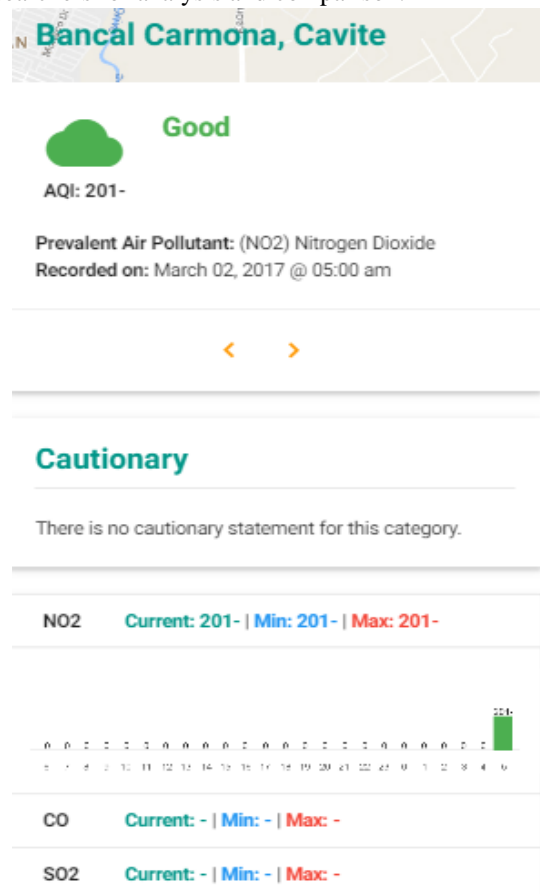 Bancal Carmona, Cavite
Good
AQI: 201-
Prevalent Air Pollutant: (NO2) Nitrogen Dioxide
Recorded on: March 02, 2017 @ 05:00 am
Cautionary
There is no cautionary statement for this category.
NO2 Current: 201- | Min: 201- | Max: 201-
201-
10 11 12 13 14 15 16 17 18 19 20 21 22 23 0 1 2 3 4
CO Current: - | Min: - | Max: -
SO2 Current: - | Min: - | Max: -